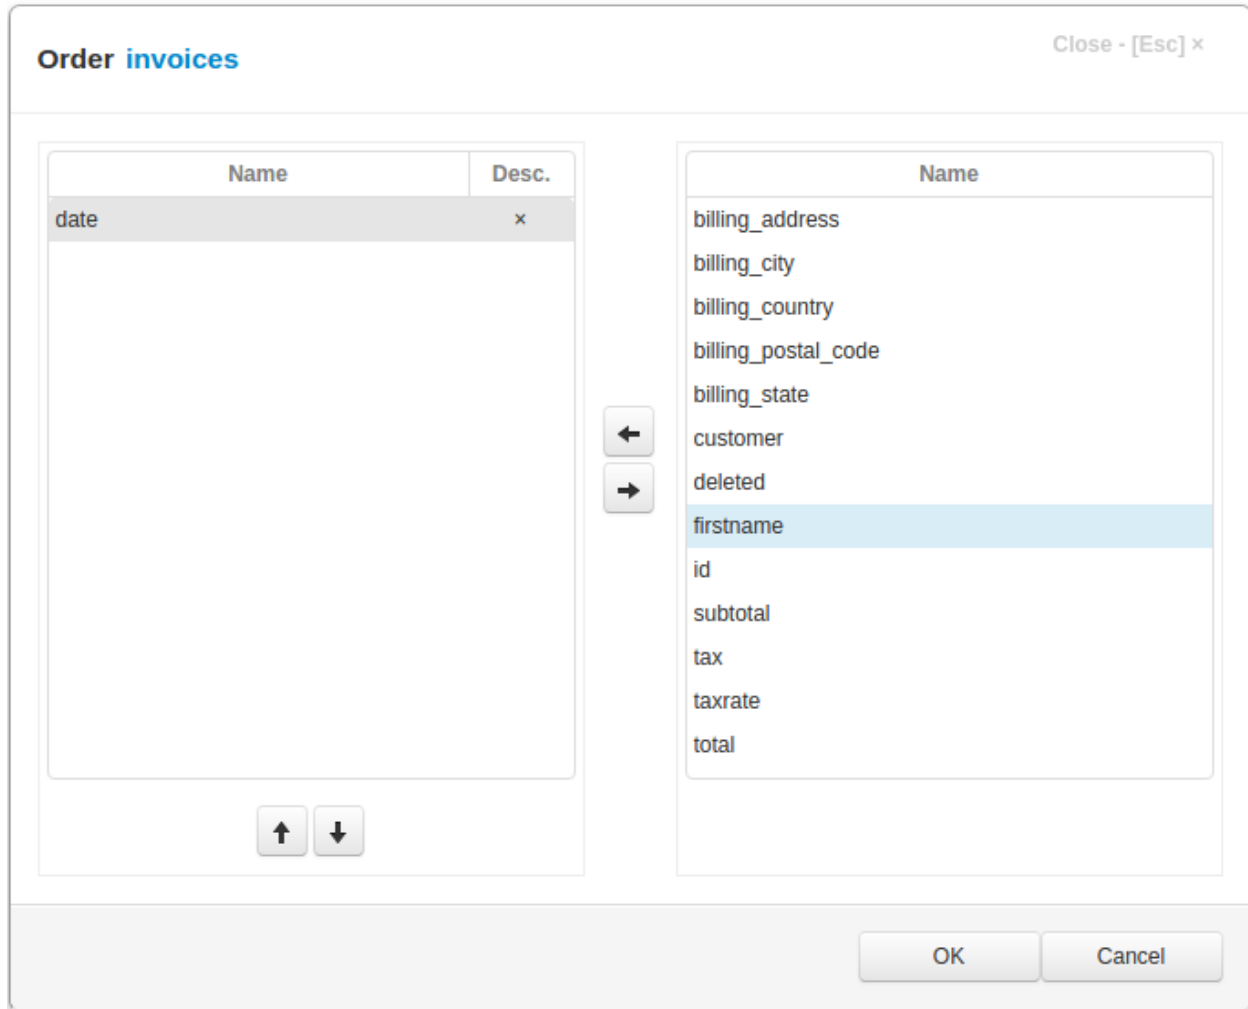 Order invoices
Close - [Esc] ×
Name Desc.
date ×
Name
billing_address
billing_city
billing_country
billing_postal_code
billing_state
customer
deleted
firstname
id
subtotal
tax
taxrate
total
OK
Cancel